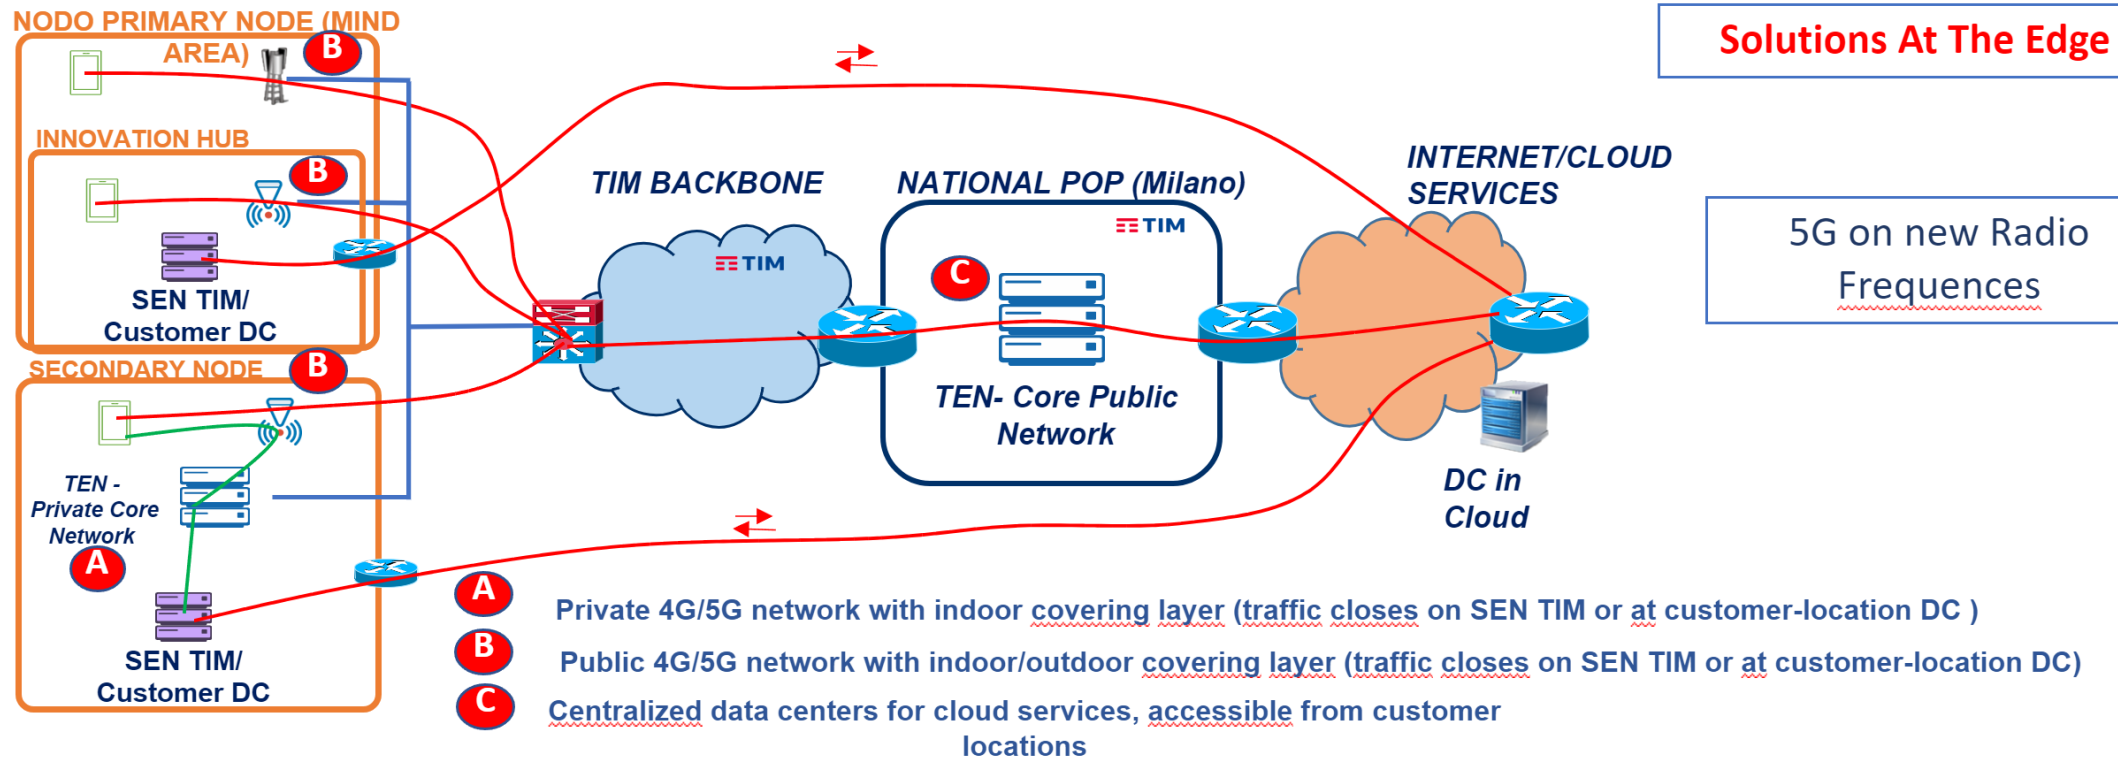 NODO PRIMARY NODE (MIND
AREA)
B
INNOVATION HUB
B
SEN TIM/
Customer DC
SECONDARY NODE
B
TEN -
Private Core
Network
A
SEN TIM/
Customer DC
TIM BACKBONE
TIM
NATIONAL POP (Milano)
TIM
C
TEN- Core Public
Network
INTERNET/CLOUD
SERVICES
DC in
Cloud
Solutions At The Edge
5G on new Radio
Frequences
A
Private 4G/5G network with indoor covering layer (traffic closes on SEN TIM or at customer-location DC )
B
Public 4G/5G network with indoor/outdoor covering layer (traffic closes on SEN TIM or at customer-location DC)
C
Centralized data centers for cloud services, accessible from customer
locations